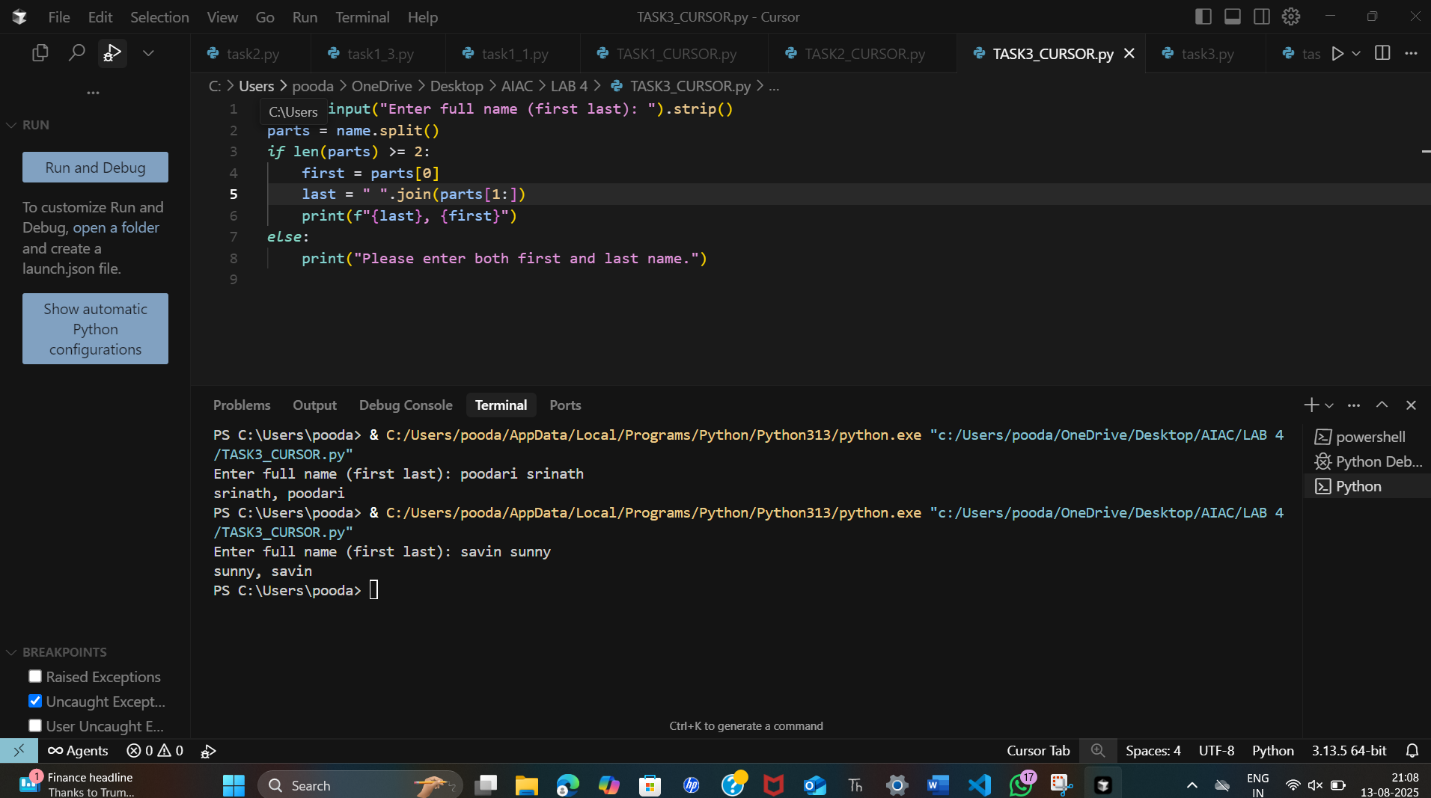 File Edit Selection View Go Run Terminal Help
TASK3_CURSOR.py - Cursor
task2.py task1_3.py task1_1.py TASK1_CURSOR.py TASK2_CURSOR.py TASK3_CURSOR.py task3.py tas
C: > Users > pooda > OneDrive > Desktop > AIAC > LAB 4 > TASK3_CURSOR.py > ...
C:\Users
RUN
Run and Debug
To customize Run and
Debug, open a folder
and create a
launch.json file.
Show automatic
Python
configurations
1 input("Enter full name (first last): ").strip()
2 parts = name.split()
3 if len(parts) >= 2:
4 first = parts[0]
5 last = " ".join(parts[1:])
6 print(f"{last}, {first}")
7 else:
8 print("Please enter both first and last name.")
9
Problems Output Debug Console Terminal Ports
PS C:\Users\pooda> & C:/Users/pooda/AppData/Local/Programs/Python/Python313/python.exe "c:/Users/pooda/OneDrive/Desktop/AIAC/LAB 4
/TASK3_CURSOR.py"
Enter full name (first last): poodari srinath
srinath, poodari
PS C:\Users\pooda> & C:/Users/pooda/AppData/Local/Programs/Python/Python313/python.exe "c:/Users/pooda/OneDrive/Desktop/AIAC/LAB 4
/TASK3_CURSOR.py"
Enter full name (first last): savin sunny
sunny, savin
PS C:\Users\pooda>
powershell
Python Deb...
Python
Ctrl+K to generate a command
BREAKPOINTS
Raised Exceptions
Uncaught Except...
User Uncaught E...
Agents 0 0
Cursor Tab Spaces: 4 UTF-8 Python 3.13.5 64-bit
1
Finance headline
Thanks to Trum...
Search
hp
Th
17
ENG
IN
21:08
13-08-2025